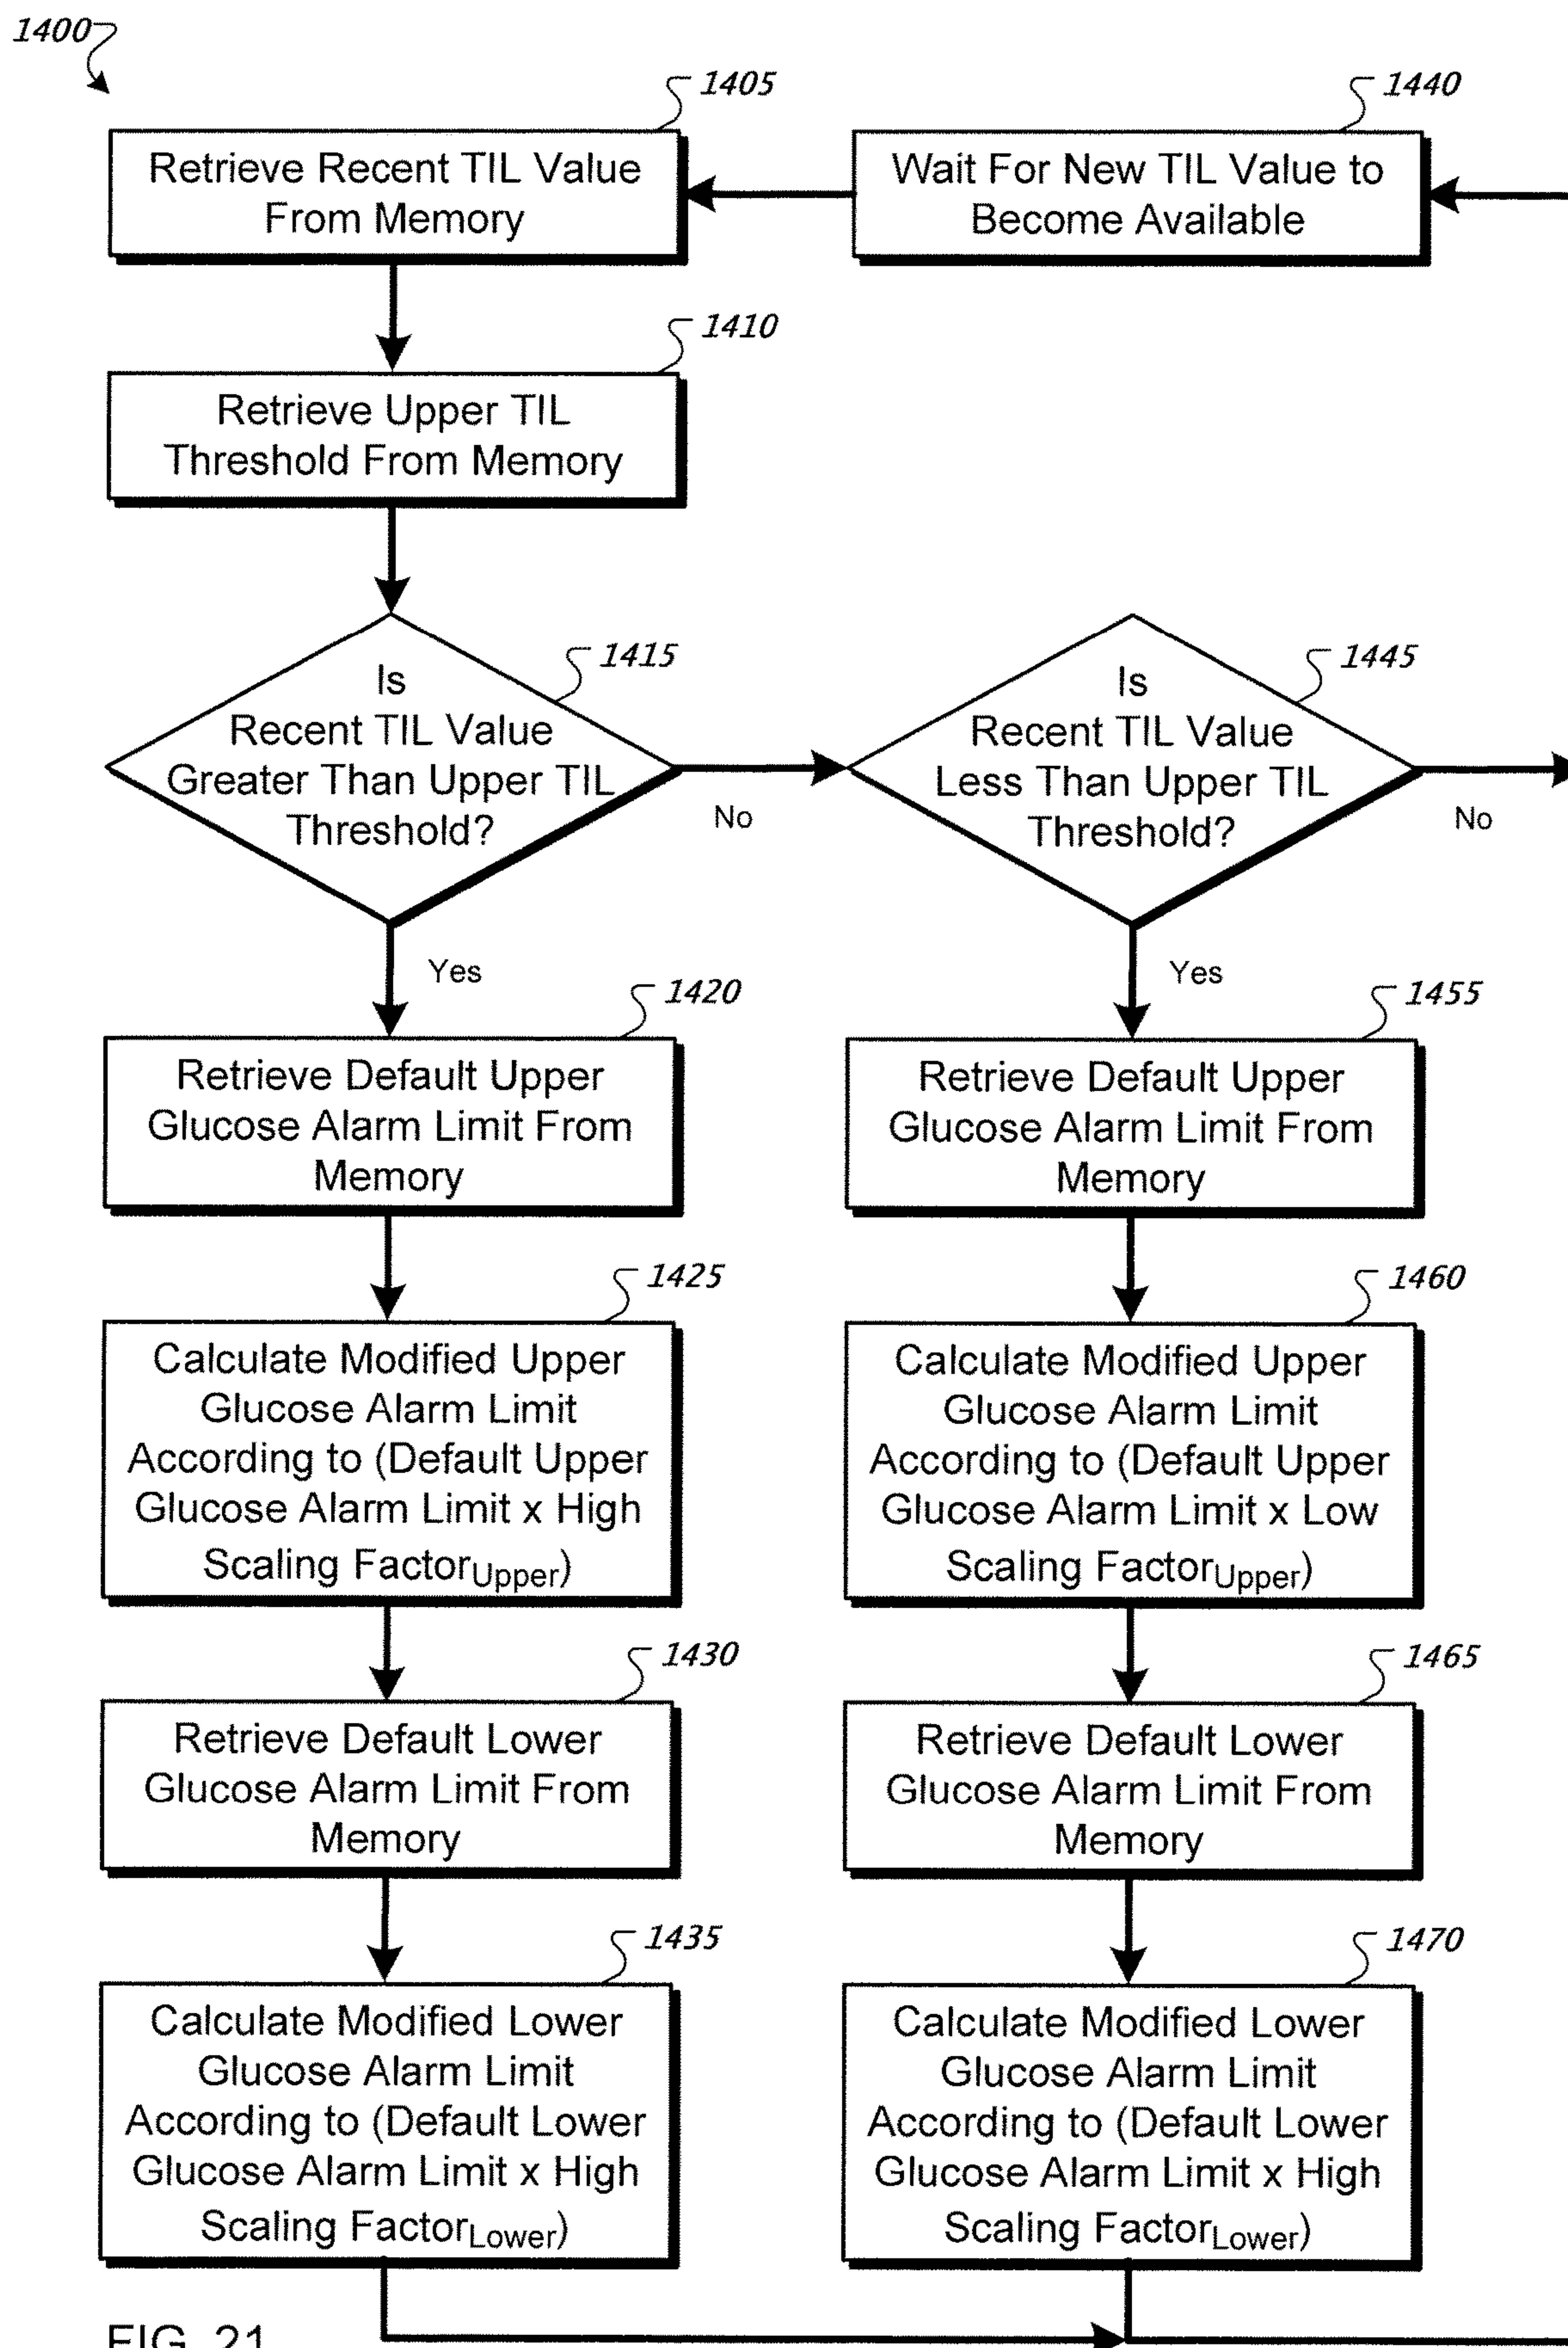 1400
1405
Retrieve Recent TIL Value
From Memory
1440
Wait For New TIL Value to
Become Available
1410
Retrieve Upper TIL
Threshold From Memory
1415
Is
Recent TIL Value
Greater Than Upper TIL
Threshold?
No
Yes
1445
Is
Recent TIL Value
Less Than Upper TIL
Threshold?
No
Yes
1420
Retrieve Default Upper
Glucose Alarm Limit From
Memory
1425
Calculate Modified Upper
Glucose Alarm Limit
According to (Default Upper
Glucose Alarm Limit x High
Scaling FactorUpper)
1430
Retrieve Default Lower
Glucose Alarm Limit From
Memory
1435
Calculate Modified Lower
Glucose Alarm Limit
According to (Default Lower
Glucose Alarm Limit x High
Scaling FactorLower)
1455
Retrieve Default Upper
Glucose Alarm Limit From
Memory
1460
Calculate Modified Upper
Glucose Alarm Limit
According to (Default Upper
Glucose Alarm Limit x Low
Scaling FactorUpper)
1465
Retrieve Default Lower
Glucose Alarm Limit From
Memory
1470
Calculate Modified Lower
Glucose Alarm Limit
According to (Default Lower
Glucose Alarm Limit x High
Scaling FactorLower)
FIG. 21